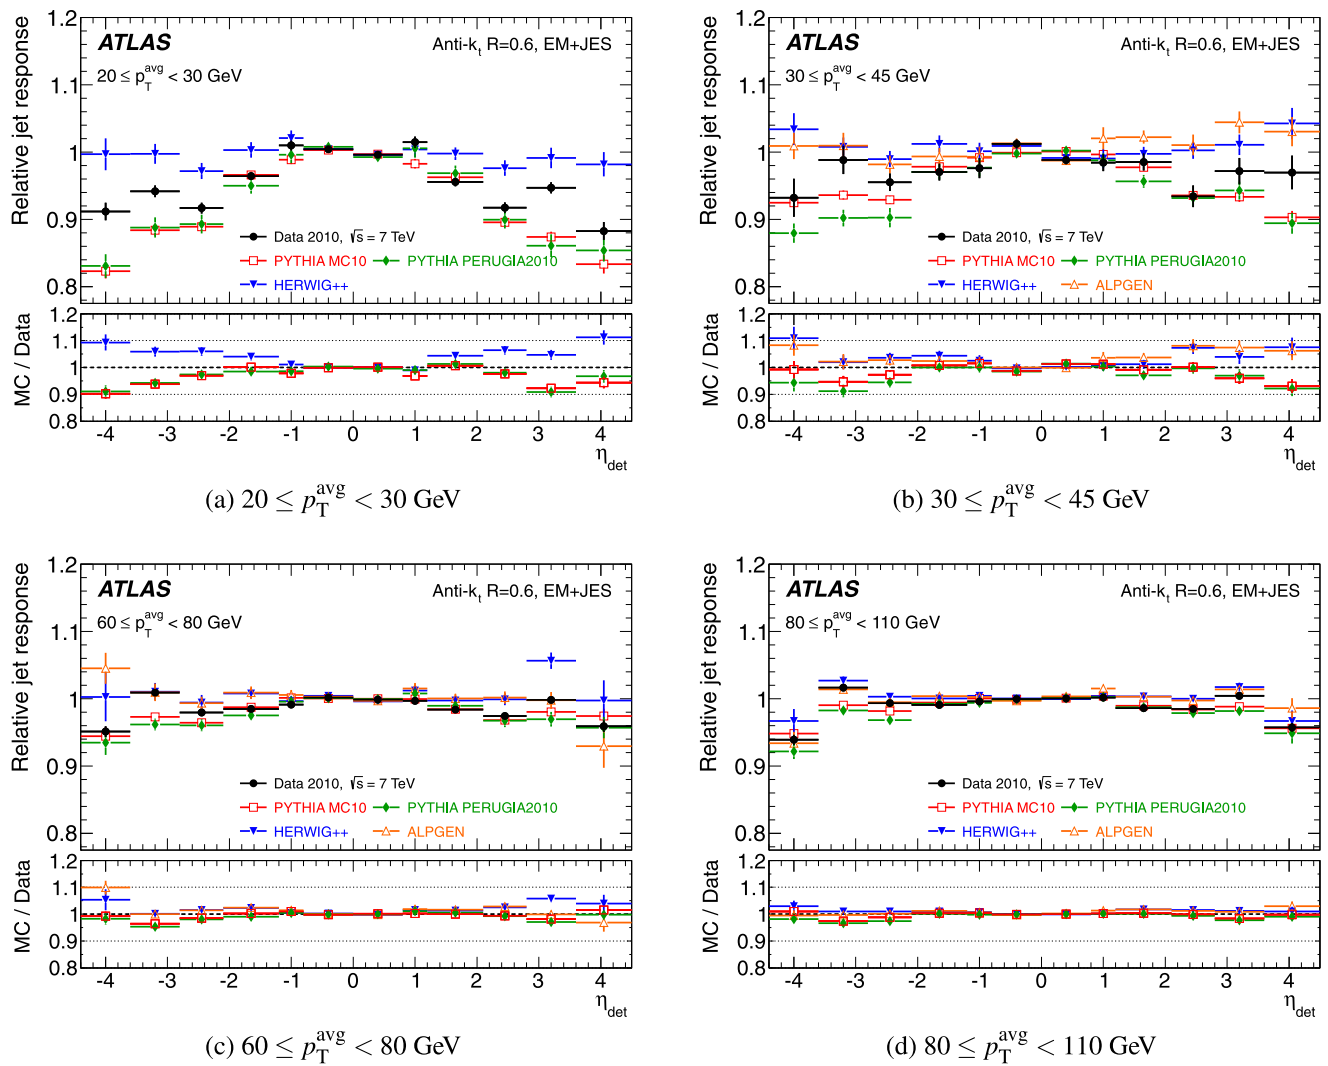 Relative jet response
1.2
1.1
1
0.9
0.8
ATLAS
Anti-k_t R=0.6, EM+JES
20 ≤ p_T^avg < 30 GeV
Data 2010, √s = 7 TeV
PYTHIA MC10
PYTHIA PERUGIA2010
HERWIG++
MC / Data
1.2
1.1
1
0.9
0.8
-4 -3 -2 -1 0 1 2 3 4
η_det
(a) 20 ≤ p_T^avg < 30 GeV
Relative jet response
1.2
1.1
1
0.9
0.8
ATLAS
Anti-k_t R=0.6, EM+JES
30 ≤ p_T^avg < 45 GeV
Data 2010, √s = 7 TeV
PYTHIA MC10
PYTHIA PERUGIA2010
HERWIG++
ALPGEN
MC / Data
1.2
1.1
1
0.9
0.8
-4 -3 -2 -1 0 1 2 3 4
η_det
(b) 30 ≤ p_T^avg < 45 GeV
Relative jet response
1.2
1.1
1
0.9
0.8
ATLAS
Anti-k_t R=0.6, EM+JES
60 ≤ p_T^avg < 80 GeV
Data 2010, √s = 7 TeV
PYTHIA MC10
PYTHIA PERUGIA2010
HERWIG++
ALPGEN
MC / Data
1.2
1.1
1
0.9
0.8
-4 -3 -2 -1 0 1 2 3 4
η_det
(c) 60 ≤ p_T^avg < 80 GeV
Relative jet response
1.2
1.1
1
0.9
0.8
ATLAS
Anti-k_t R=0.6, EM+JES
80 ≤ p_T^avg < 110 GeV
Data 2010, √s = 7 TeV
PYTHIA MC10
PYTHIA PERUGIA2010
HERWIG++
ALPGEN
MC / Data
1.2
1.1
1
0.9
0.8
-4 -3 -2 -1 0 1 2 3 4
η_det
(d) 80 ≤ p_T^avg < 110 GeV